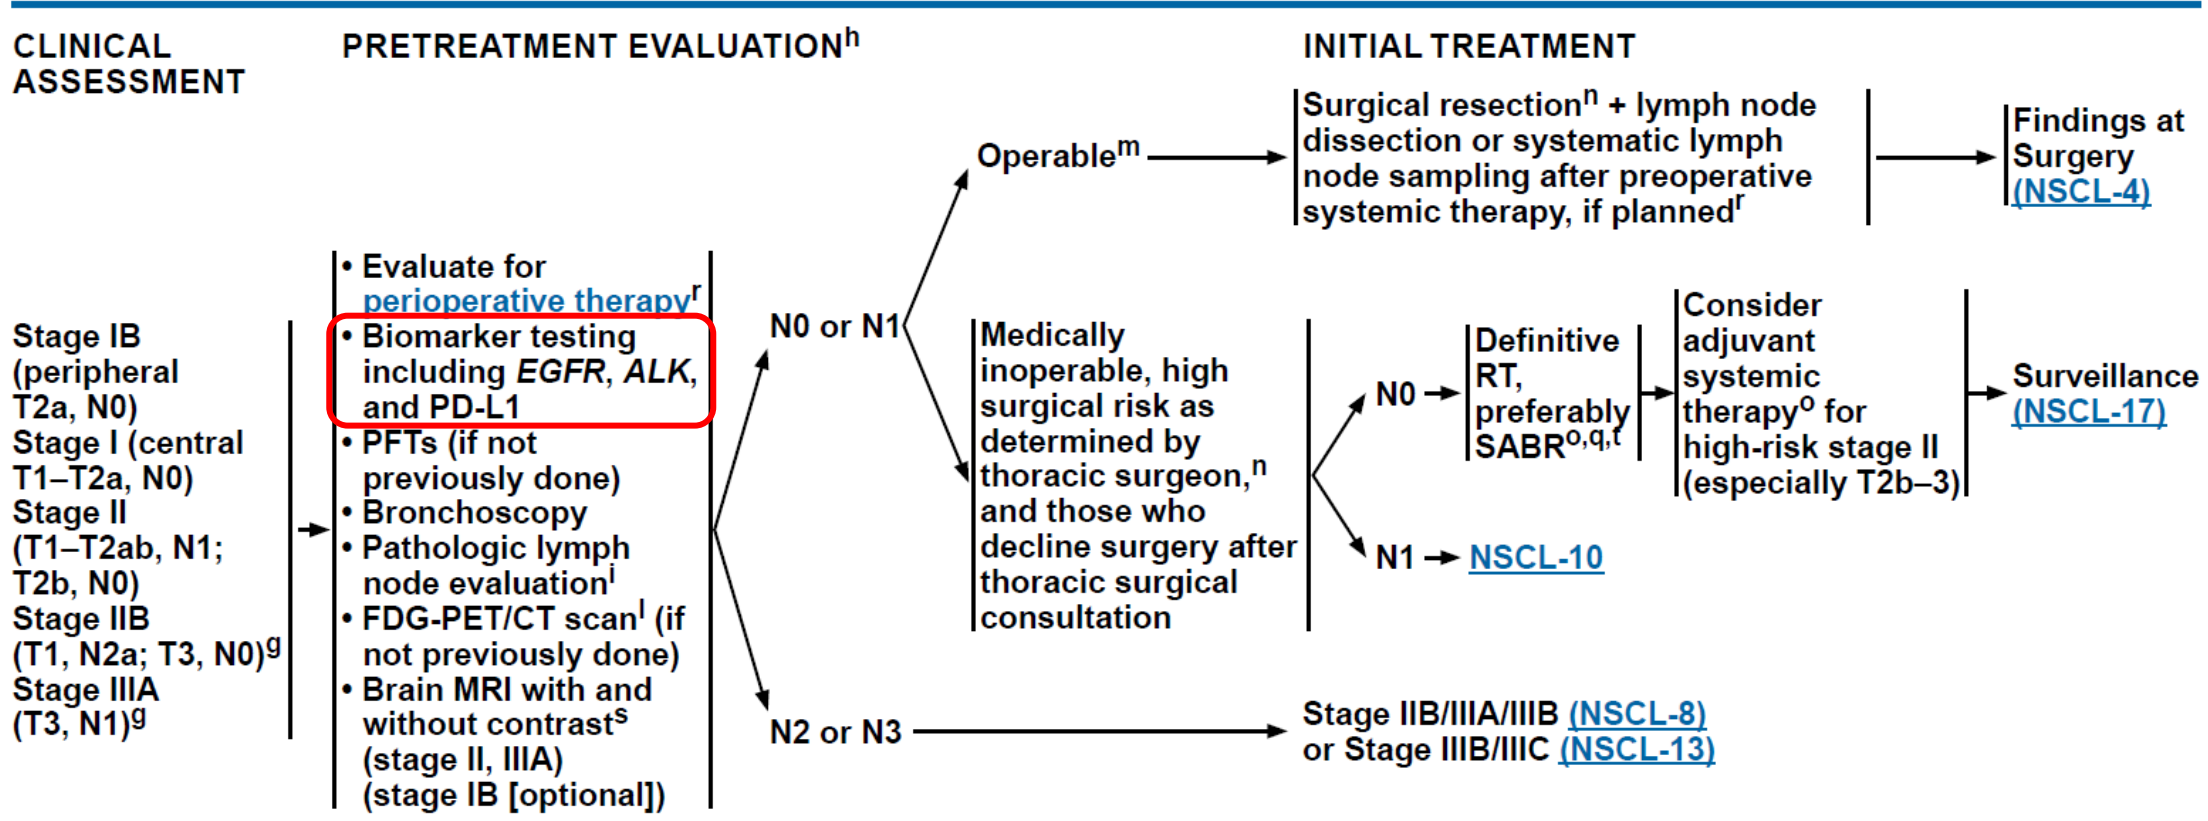 CLINICAL
ASSESSMENT
PRETREATMENT EVALUATIONh
INITIAL TREATMENT
Stage IB
(peripheral
T2a, N0)
Stage I (central
T1–T2a, N0)
Stage II
(T1–T2ab, N1;
T2b, N0)
Stage IIB
(T1, N2a; T3, N0)g
Stage IIIA
(T3, N1)g
• Evaluate for
perioperative therapyr
• Biomarker testing
including EGFR, ALK,
and PD-L1
• PFTs (if not
previously done)
• Bronchoscopy
• Pathologic lymph
node evaluationi
• FDG-PET/CT scanl (if
not previously done)
• Brain MRI with and
without contrasts
(stage II, IIIA)
(stage IB [optional])
N0 or N1
Operablem
Surgical resectionn + lymph node
dissection or systematic lymph
node sampling after preoperative
systemic therapy, if plannedr
Findings at
Surgery
(NSCL-4)
Medically
inoperable, high
surgical risk as
determined by
thoracic surgeon,n
and those who
decline surgery after
thoracic surgical
consultation
N0
Definitive
RT,
preferably
SABRo,q,t
Consider
adjuvant
systemic
therapyo for
high-risk stage II
(especially T2b–3)
Surveillance
(NSCL-17)
N1
NSCL-10
N2 or N3
Stage IIB/IIIA/IIIB (NSCL-8)
or Stage IIIB/IIIC (NSCL-13)